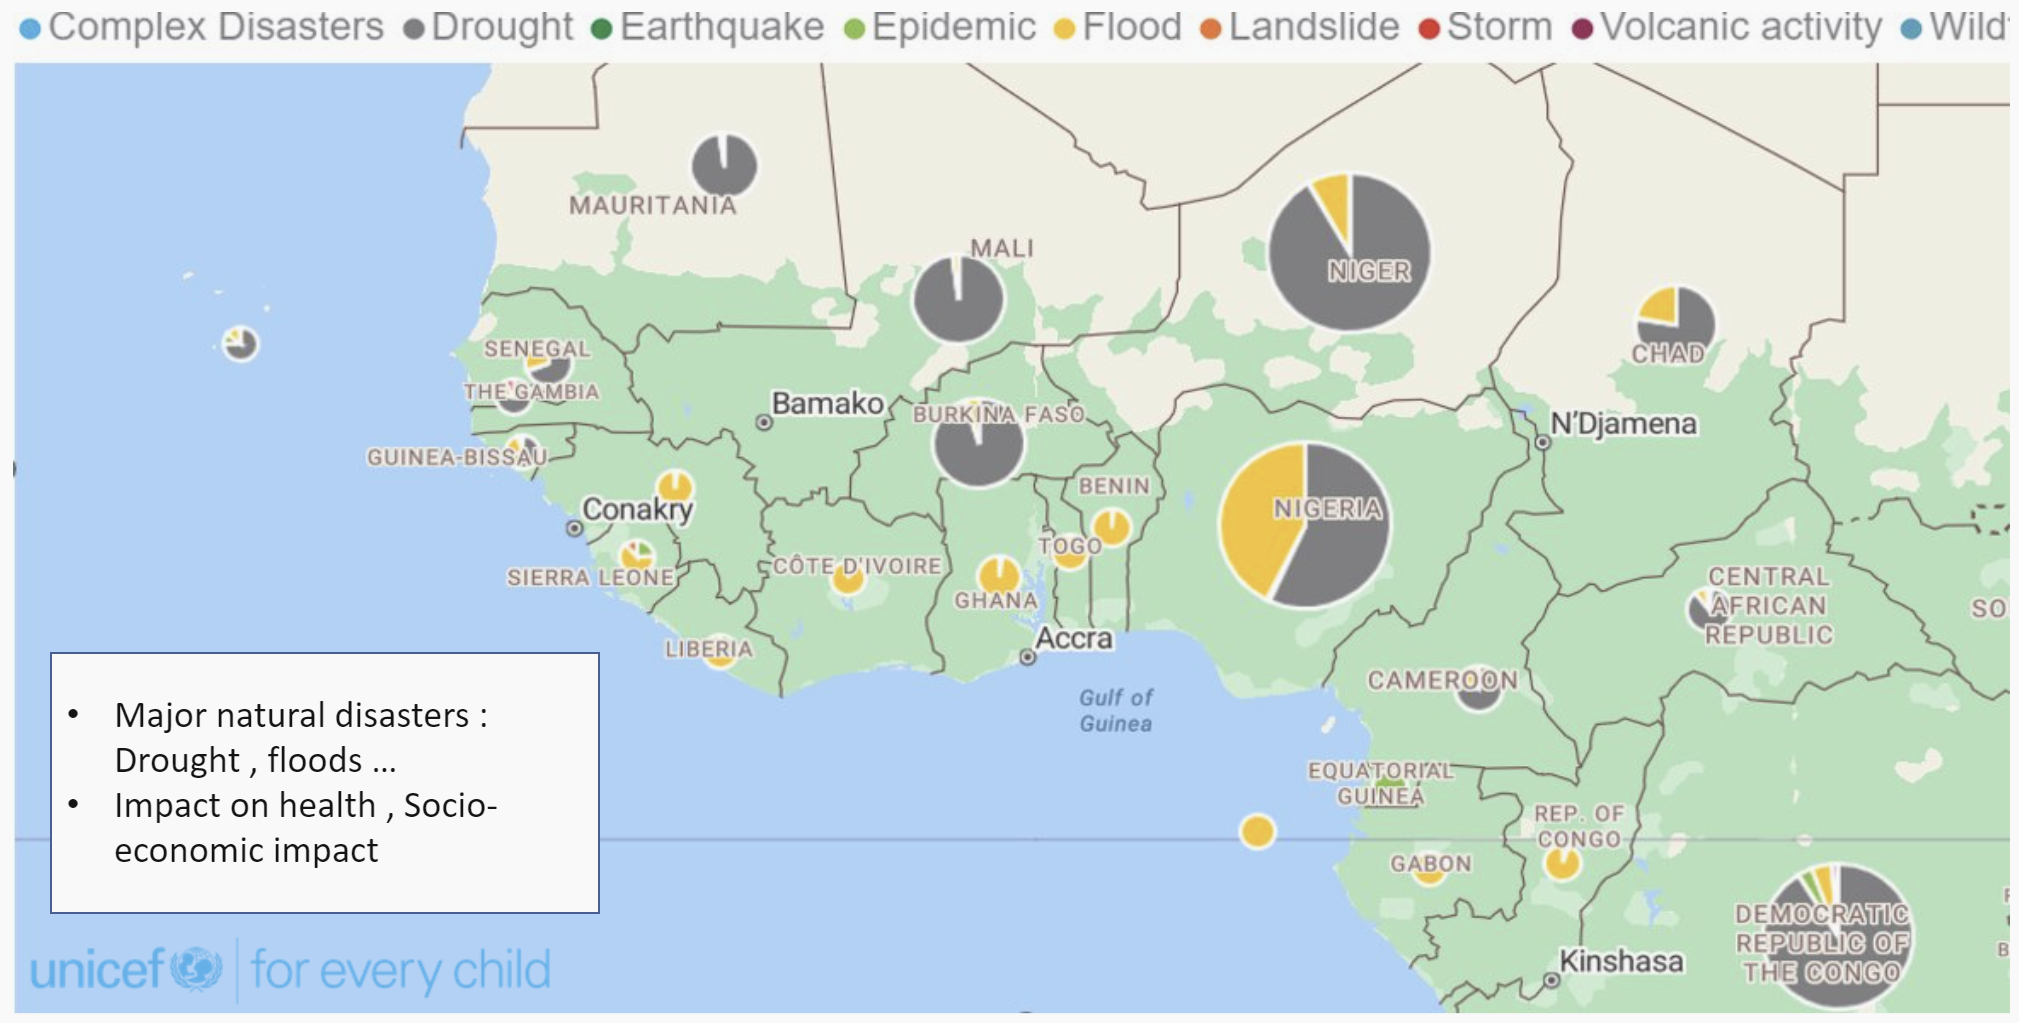 Complex Disasters Drought Earthquake Epidemic Flood Landslide Storm Volcanic activity
MAURITANIA
MALI
NIGER
SENEGAL
CHAD
THE GAMBIA
Bamako
BURKINA FASO
N'Djamena
GUINEA-BISSAU
BENIN
Conakry
NIGERIA
TOGO
CÔTE D'IVOIRE
SIERRA LEONE
GHANA
CENTRAL
AFRICAN
REPUBLIC
Accra
LIBERIA
CAMEROON
Gulf of
Guinea
EQUATORIAL
GUINEA
REP. OF
CONGO
GABON
DEMOCRATIC
REPUBLIC OF
THE CONGO
Kinshasa
• Major natural disasters :
Drought , floods ...
• Impact on health , Socio-
economic impact
unicef for every child